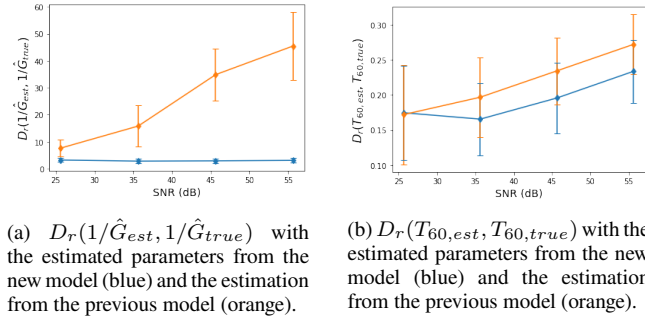 60
50
40
30
20
10
0
D_r(1/Ĝ_est, 1/Ĝ_true)
25 30 35 40 45 50 55
SNR (dB)
0.30
0.25
0.20
0.15
0.10
D_r(T_60,est, T_60,true)
25 30 35 40 45 50 55
SNR (dB)
(a) D_r(1/Ĝ_est, 1/Ĝ_true) with
the estimated parameters from the
new model (blue) and the estimation
from the previous model (orange).
(b) D_r(T_60,est, T_60,true) with the
estimated parameters from the new
model (blue) and the estimation
from the previous model (orange).